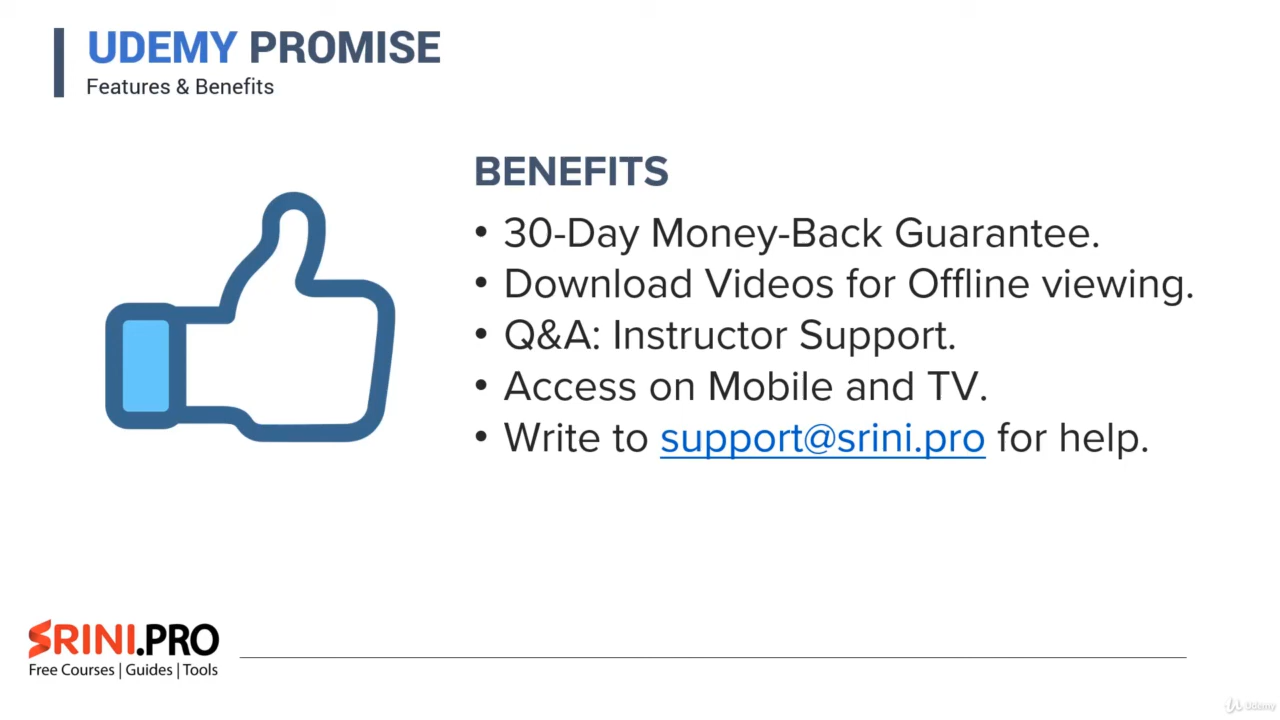 UDEMY PROMISE
Features & Benefits
BENEFITS
• 30-Day Money-Back Guarantee.
• Download Videos for Offline viewing.
• Q&A: Instructor Support.
• Access on Mobile and TV.
• Write to support@srini.pro for help.
SRINI.PRO
Free Courses | Guides | Tools
Udemy